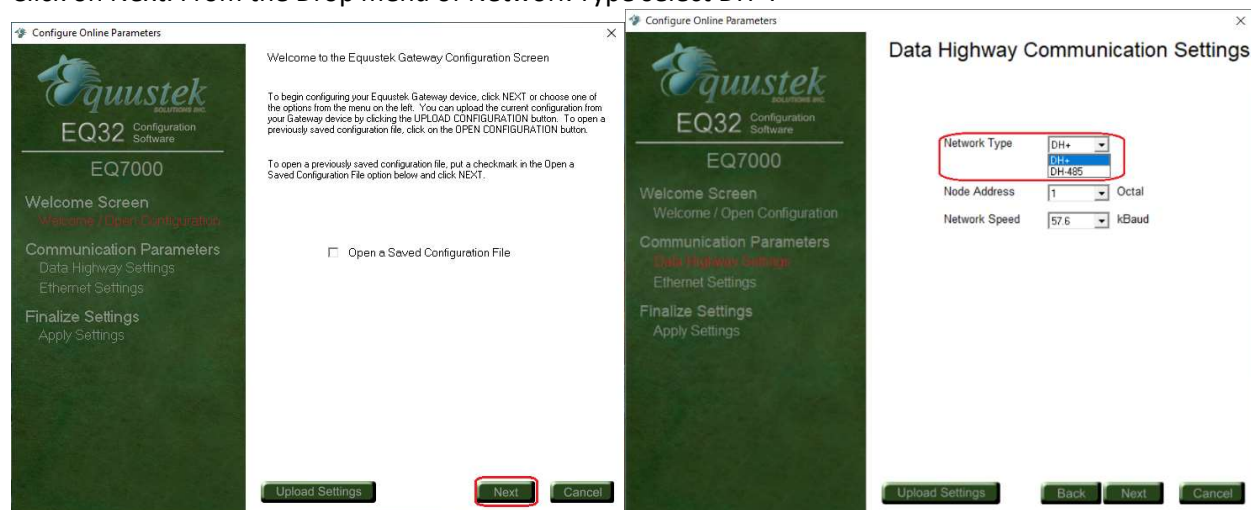 Click on Next. From the Drop menu of Network Type select DH+.
Configure Online Parameters
Equustek
SOLUTIONS INC.
EQ32 Configuration
Software
EQ7000
Welcome Screen
Welcome / Open Configuration
Communication Parameters
Data Highway Settings
Ethernet Settings
Finalize Settings
Apply Settings
Welcome to the Equustek Gateway Configuration Screen
To begin configuring your Equustek Gateway device, click NEXT or choose one of
the options from the menu on the left. You can upload the current configuration from
your Gateway device by clicking the UPLOAD CONFIGURATION button. To open a
previously saved configuration file, click on the OPEN CONFIGURATION button.
To open a previously saved configuration file, put a checkmark in the Open a
Saved Configuration File option below and click NEXT.
Open a Saved Configuration File
Upload Settings Next Cancel
Configure Online Parameters
Equustek
SOLUTIONS INC.
EQ32 Configuration
Software
EQ7000
Welcome Screen
Welcome / Open Configuration
Communication Parameters
Data Highway Settings
Ethernet Settings
Finalize Settings
Apply Settings
Data Highway Communication Settings
Network Type DH+
DH+
DH-485
Node Address 1 Octal
Network Speed 57.6 kBaud
Upload Settings Back Next Cancel